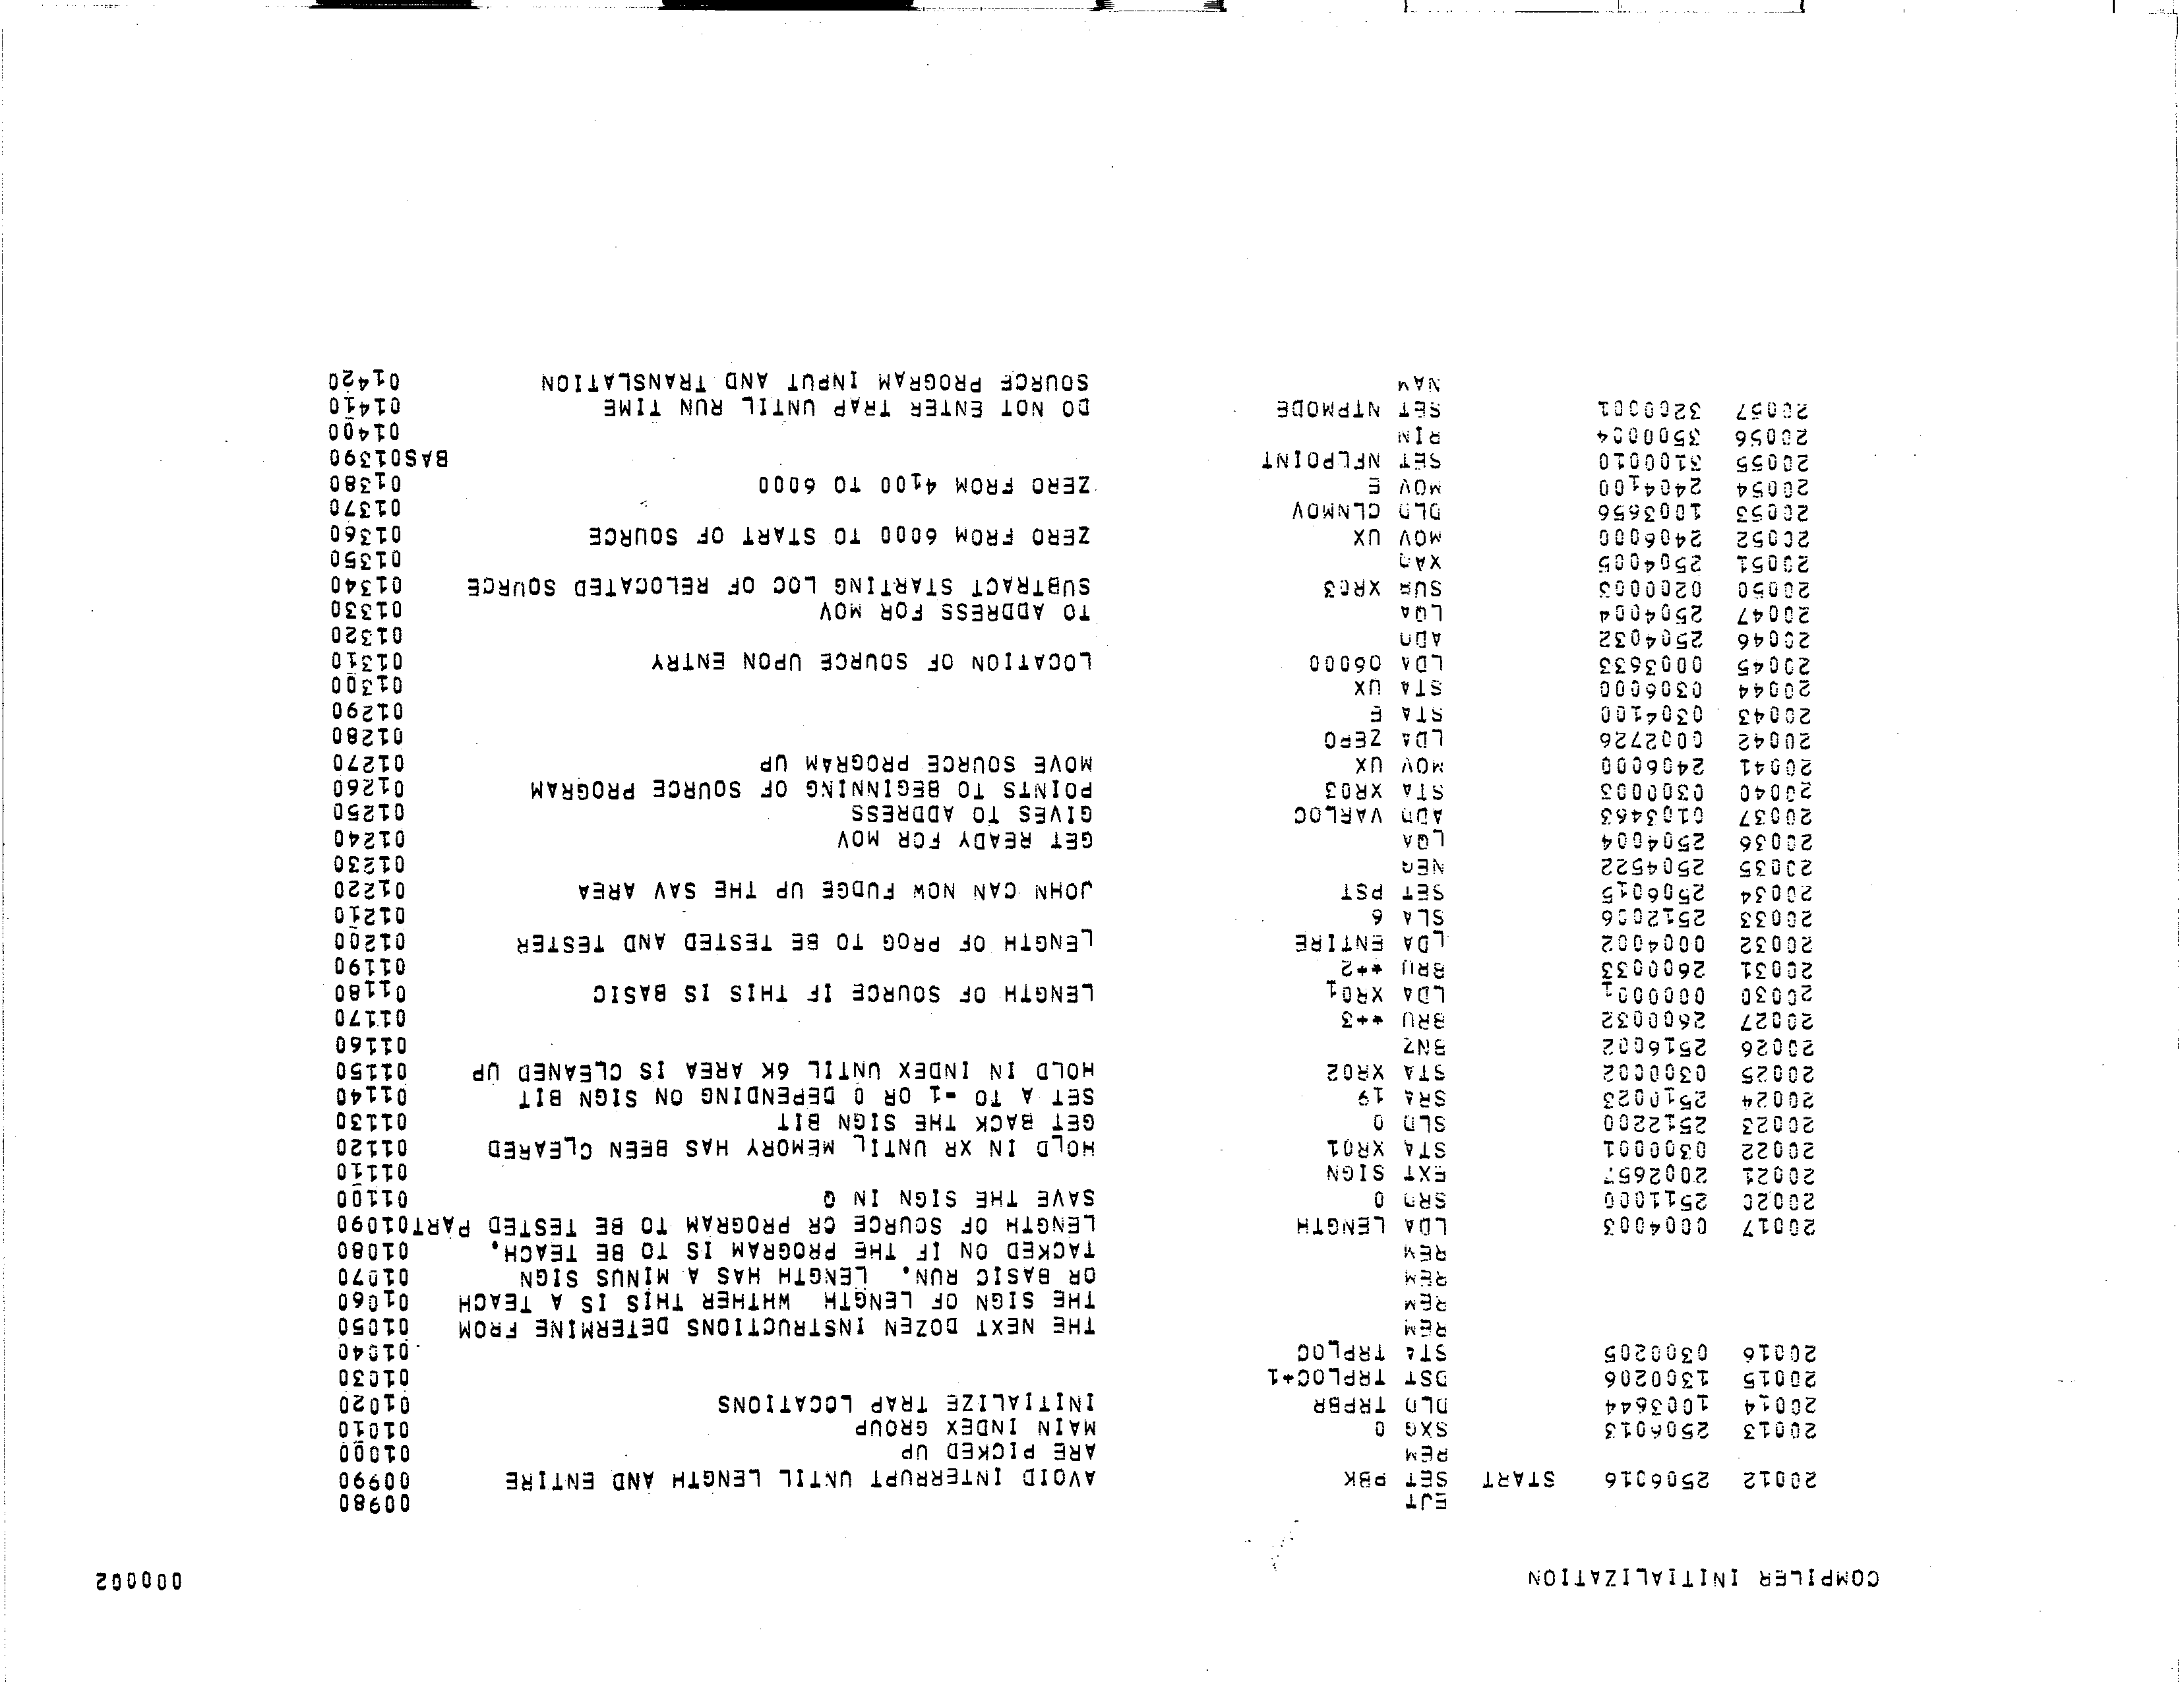 COMPILER INITIALIZATION 000002
EJT 00980
20012 2506016 START SET PBK AVOID INTERRUPT UNTIL LENGTH AND ENTIRE 00990
REM ARE PICKED UP 01000
20013 2506013 SXG 0 MAIN INDEX GROUP 01010
20014 1003644 DLD TRPBR INITIALIZE TRAP LOCATIONS 01020
20015 1300206 DST TRPLOC+1 01030
20016 0300205 STA TRPLOC 01040
REM THE NEXT DOZEN INSTRUCTIONS DETERMINE FROM 01050
REM THE SIGN OF LENGTH WHTHER THIS IS A TEACH 01060
REM OR BASIC RUN. LENGTH HAS A MINUS SIGN 01070
REM TACKED ON IF THE PROGRAM IS TO BE TEACH. 01080
20017 0004003 LDA LENGTH LENGTH OF SOURCE OR PROGRAM TO BE TESTED PART01090
20020 2511000 SRD 0 SAVE THE SIGN IN Q 01100
20021 2002657 EXT SIGN 01110
20022 0300001 STA XR01 HOLD IN XR UNTIL MEMORY HAS BEEN CLEARED 01120
20023 2512200 SLD 0 GET BACK THE SIGN BIT 01130
20024 2510023 SRA 19 SET A TO -1 OR 0 DEPENDING ON SIGN BIT 01140
20025 0300002 STA XR02 HOLD IN INDEX UNTIL 6K AREA IS CLEANED UP 01150
20026 2516002 BNZ 01160
20027 2600032 BRU *+3 01170
20030 0000001 LDA XR01 LENGTH OF SOURCE IF THIS IS BASIC 01180
20031 2600033 BRU *+2 01190
20032 0004002 LDA ENTIRE LENGTH OF PROG TO BE TESTED AND TESTER 01200
20033 2512006 SLA 6 01210
20034 2506015 SET PST JOHN CAN NOW FUDGE UP THE SAV AREA 01220
20035 2504522 NEG 01230
20036 2504004 LQA GET READY FOR MOV 01240
20037 0103463 ADD VARLOC GIVES TO ADDRESS 01250
20040 0300003 STA XR03 POINTS TO BEGINNING OF SOURCE PROGRAM 01260
20041 2406000 MOV UX MOVE SOURCE PROGRAM UP 01270
20042 0002726 LDA ZERO 01280
20043 0304100 STA E 01290
20044 0306000 STA UX 01300
20045 0003633 LDA O6000 LOCATION OF SOURCE UPON ENTRY 01310
20046 2504032 ADO 01320
20047 2504004 LQA TO ADDRESS FOR MOV 01330
20050 0200003 SUB XR03 SUBTRACT STARTING LOC OF RELOCATED SOURCE 01340
20051 2504005 XAQ 01350
20052 2406000 MOV UX ZERO FROM 6000 TO START OF SOURCE 01360
20053 1003656 DLD CLNMOV 01370
20054 2404100 MOV E ZERO FROM 4100 TO 6000 01380
20055 3100010 SET NFLPOINT BAS01390
20056 3500004 RIN 01400
20057 3200001 SET NTPMODE DO NOT ENTER TRAP UNTIL RUN TIME 01410
NAM SOURCE PROGRAM INPUT AND TRANSLATION 01420